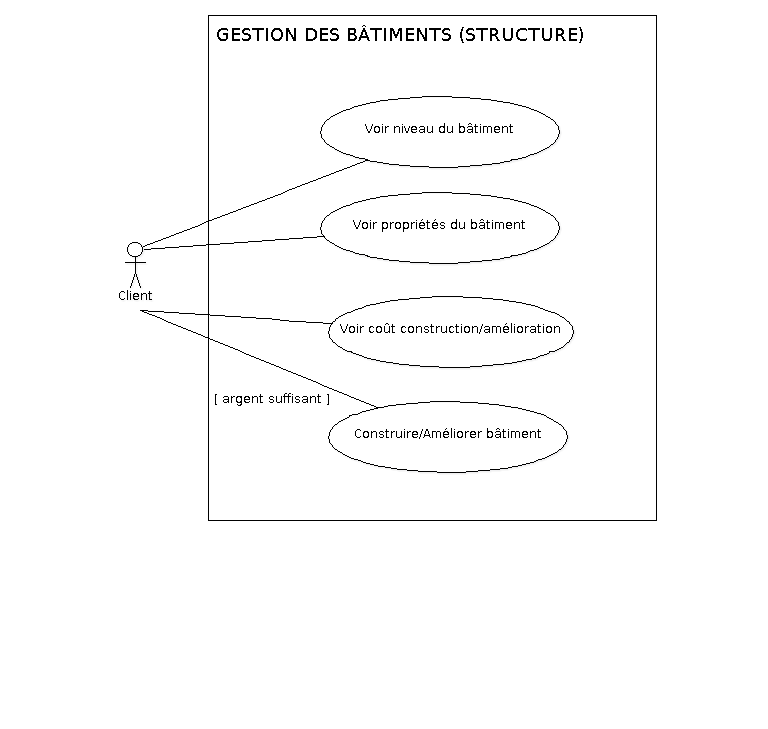 GESTION DES BÂTIMENTS (STRUCTURE)
Voir niveau du bâtiment
Voir propriétés du bâtiment
Client
Voir coût construction/amélioration
[ argent suffisant ]
Construire/Améliorer bâtiment